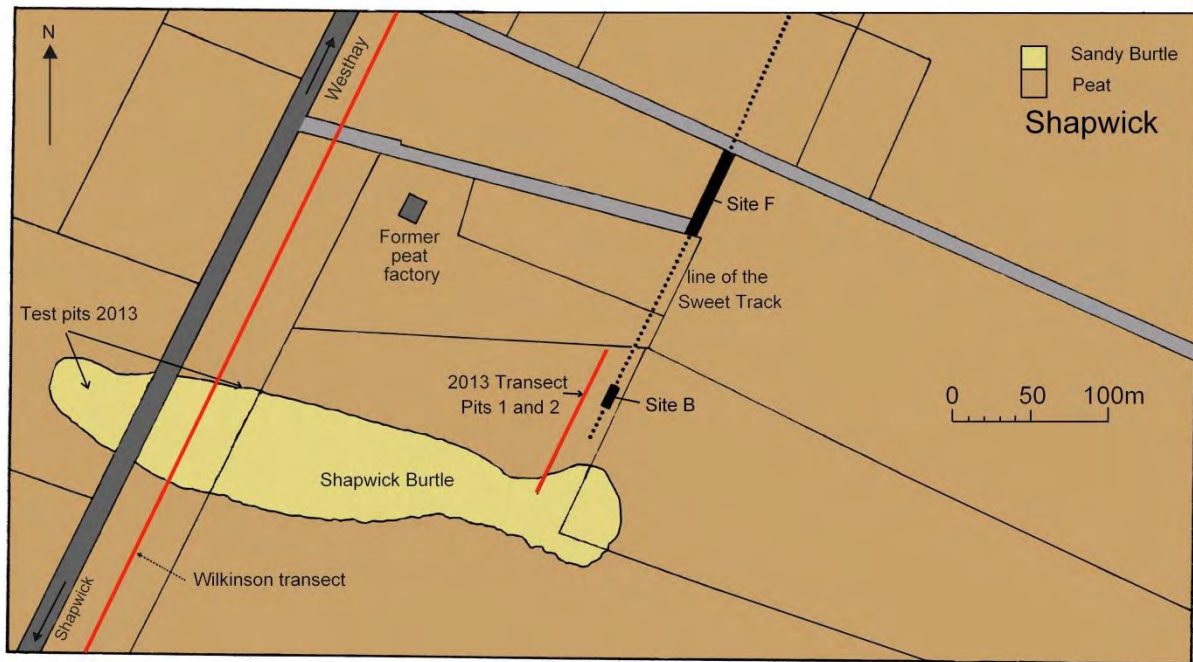 N
Westhay
Sandy Burtle
Peat
Shapwick
Site F
Former
peat
factory
line of the
Sweet Track
Test pits 2013
2013 Transect
Pits 1 and 2
Site B
0 50 100m
Shapwick Burtle
Wilkinson transect
Shapwick